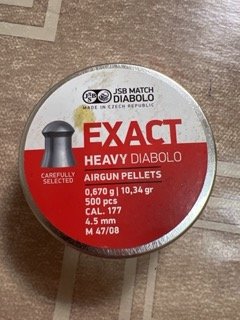 JSB MATCH
DIABOLO
MADE IN CZECH REPUBLIC
EXACT
HEAVY DIABOLO
CAREFULLY
SELECTED
AIRGUN PELLETS
0,670 g | 10,34 gr
500 pcs
CAL. 177
4.5 mm
M 47/08